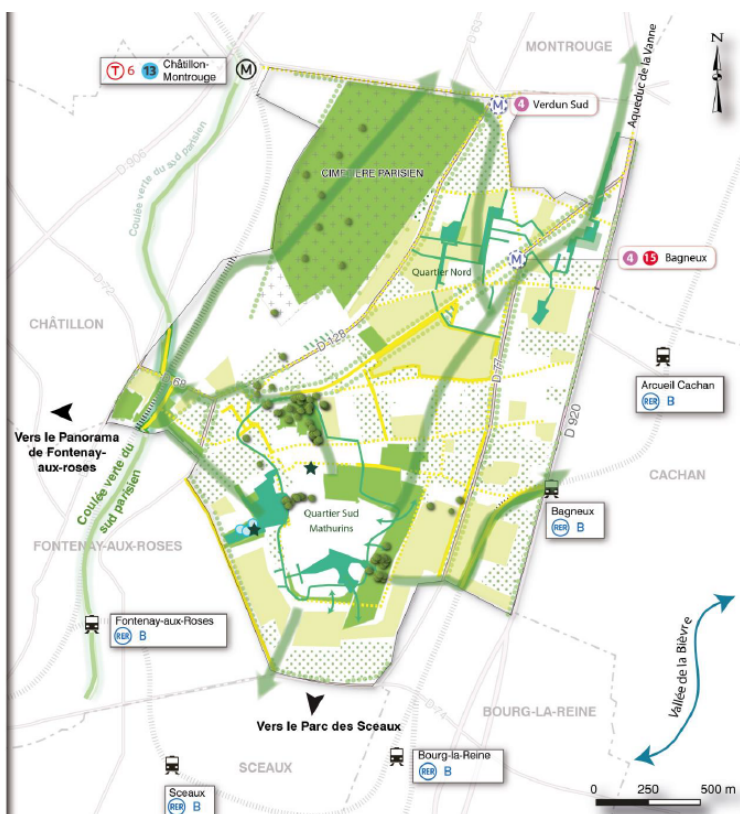 D 63
MONTROUGE
N
T 6 13 Châtillon-
Montrouge
M
M
4 Verdun Sud
Aqueduc de la Vanne
D 906
Coulée verte du sud parisien
CIMETIÈRE PARISIEN
Quartier Nord
M
4 15 Bagneux
D 72
CHÂTILLON
D 128
D 77
D 69
D 920
Arcueil Cachan
RER B
Vers le Panorama
de Fontenay-
aux-roses
Coulée verte du
sud parisien
CACHAN
Quartier Sud
Mathurins
Bagneux
RER B
FONTENAY-AUX-ROSES
Fontenay-aux-Roses
RER B
Vallée de la Bièvre
Vers le Parc des Sceaux
D 74
BOURG-LA-REINE
SCEAUX
Bourg-la-Reine
RER B
Sceaux
RER B
0 250 500 m